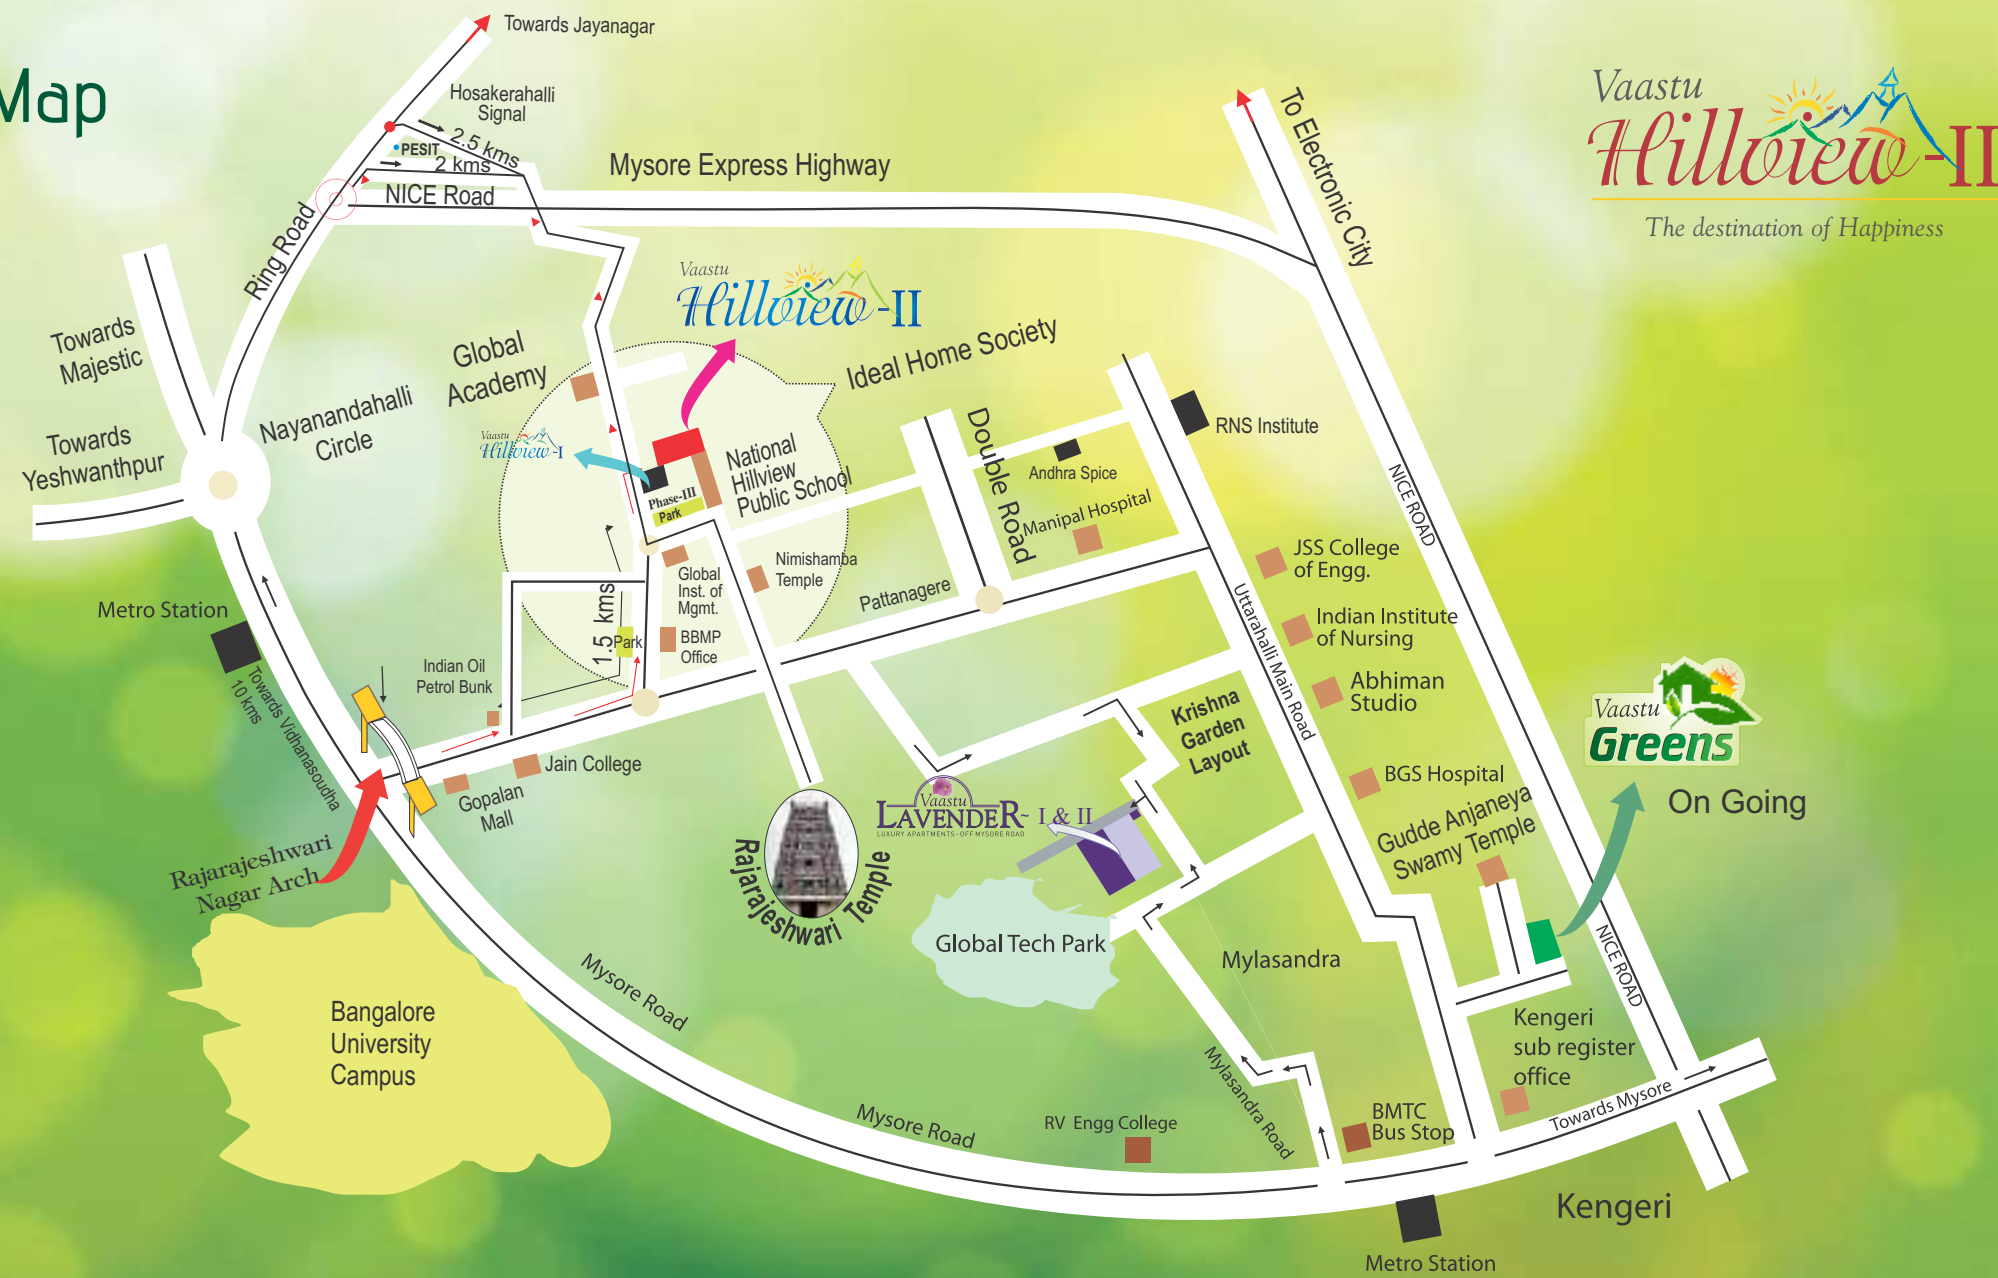 Map
Towards Jayanagar
Hosakerahalli
Signal
PESIT
2.5 kms
2 kms
NICE Road
Mysore Express Highway
To Electronic City
Vaastu
Hillview-II
The destination of Happiness
Ring Road
Towards
Majestic
Towards
Yeshwanthpur
Nayanandahalli
Circle
Global
Academy
Vaastu
Hillview-II
Ideal Home Society
Vaastu
Hillview-I
National
Hillview
Public School
Phase-III
Park
Double Road
Andhra Spice
Manipal Hospital
RNS Institute
NICE ROAD
JSS College
of Engg.
Indian Institute
of Nursing
Abhiman
Studio
Uttarahalli Main Road
Global
Inst. of
Mgmt.
Nimishamba
Temple
Pattanagere
1.5 kms
Park
BBMP
Office
Metro Station
Towards Vidhanasoudha
10 kms
Indian Oil
Petrol Bunk
Jain College
Gopalan
Mall
Rajarajeshwari
Nagar Arch
Rajarajeshwari Temple
Vaastu
LAVENDER - I & II
LUXURY APARTMENTS - OFF MYSORE ROAD
Krishna
Garden
Layout
BGS Hospital
Gudde Anjaneya
Swamy Temple
Vaastu
Greens
On Going
Global Tech Park
Mylasandra
NICE ROAD
Bangalore
University
Campus
Mysore Road
Mysore Road
RV Engg College
Mylasandra Road
BMTC
Bus Stop
Kengeri
sub register
office
Towards Mysore
Kengeri
Metro Station